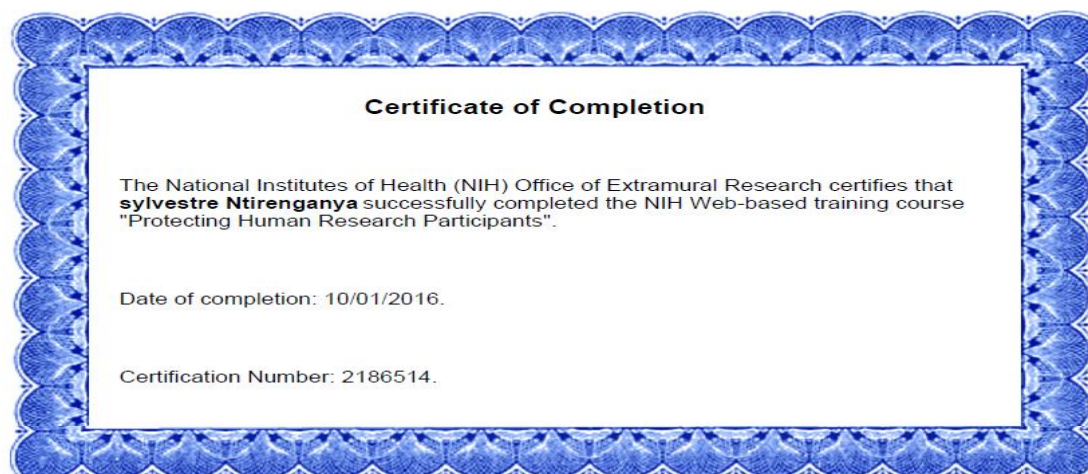 Certificate of Completion
The National Institutes of Health (NIH) Office of Extramural Research certifies that
sylvestre Ntirenganya successfully completed the NIH Web-based training course
"Protecting Human Research Participants".
Date of completion: 10/01/2016.
Certification Number: 2186514.